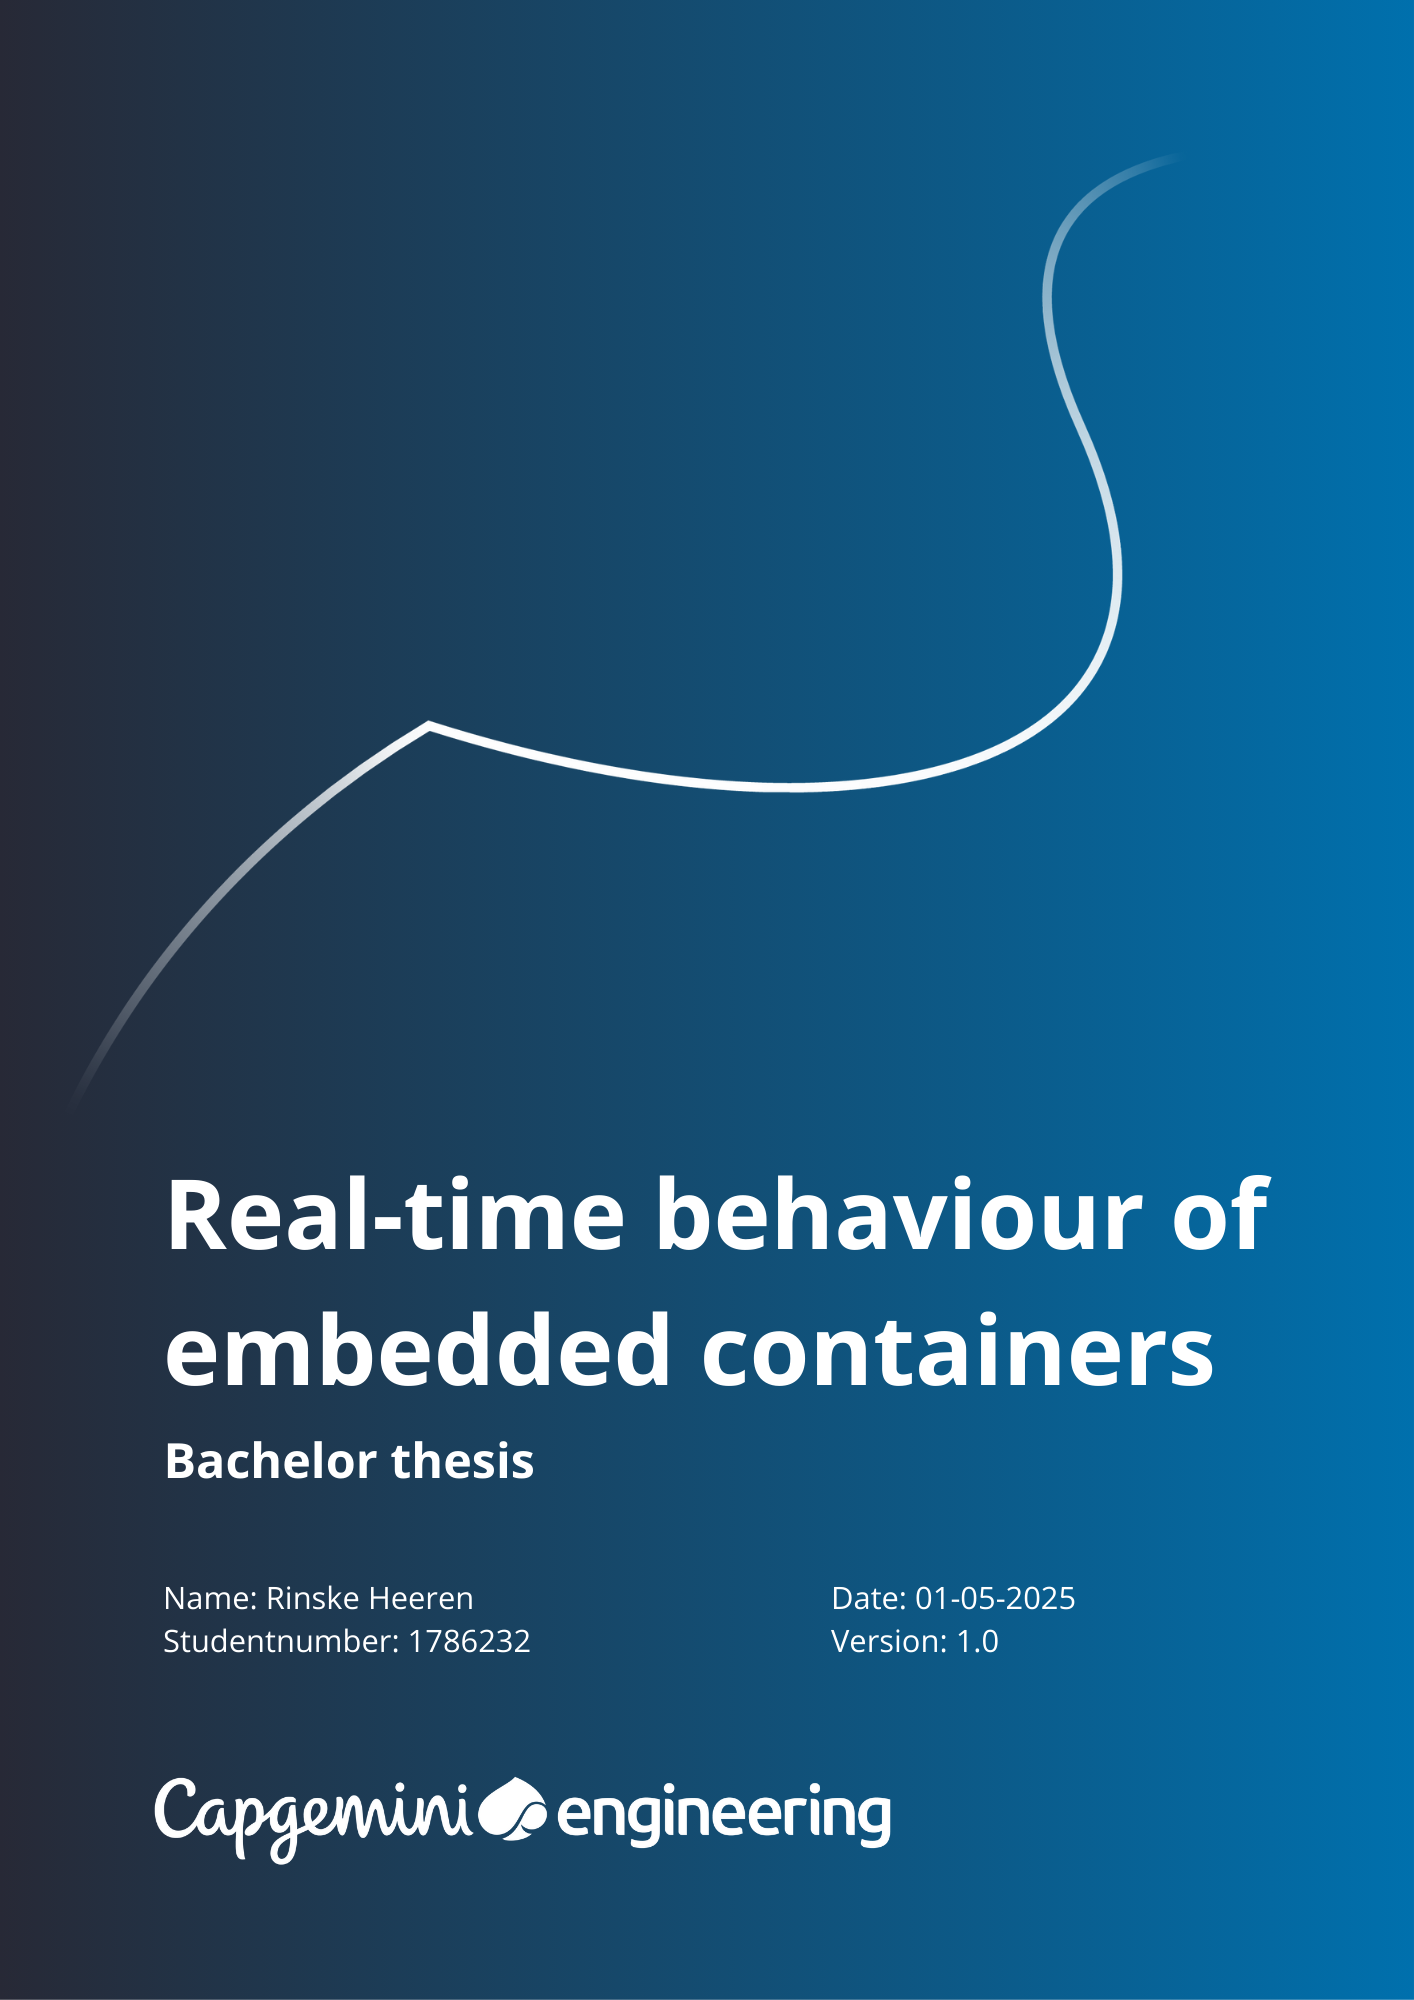 Real-time behaviour of
embedded containers
Bachelor thesis
Name: Rinske Heeren
Studentnumber: 1786232
Date: 01-05-2025
Version: 1.0
Capgemini engineering